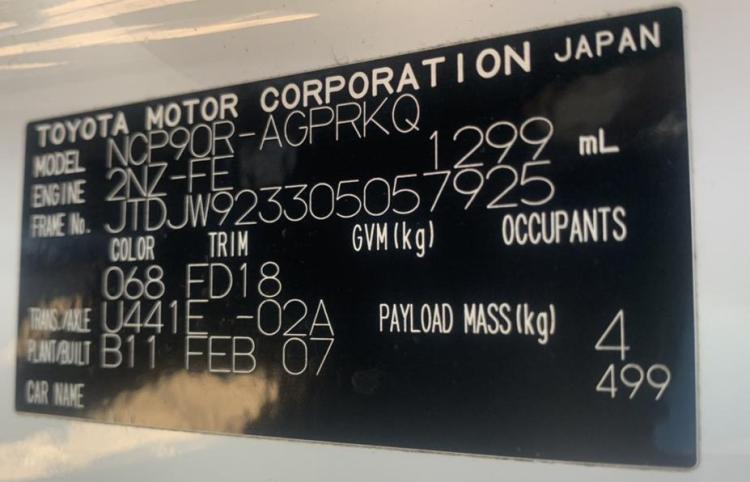 TOYOTA MOTOR CORPORATION JAPAN
MODEL NCP90R-AGPRKQ
ENGINE 2NZ-FE 1299 mL
FRAME No. JTDJW923305057925
COLOR TRIM GVM(kg) OCCUPANTS
068 FD18
TRANS./AXLE U441E -02A PAYLOAD MASS(kg) 4
PLANT/BUILT B11 FEB 07 499
CAR NAME